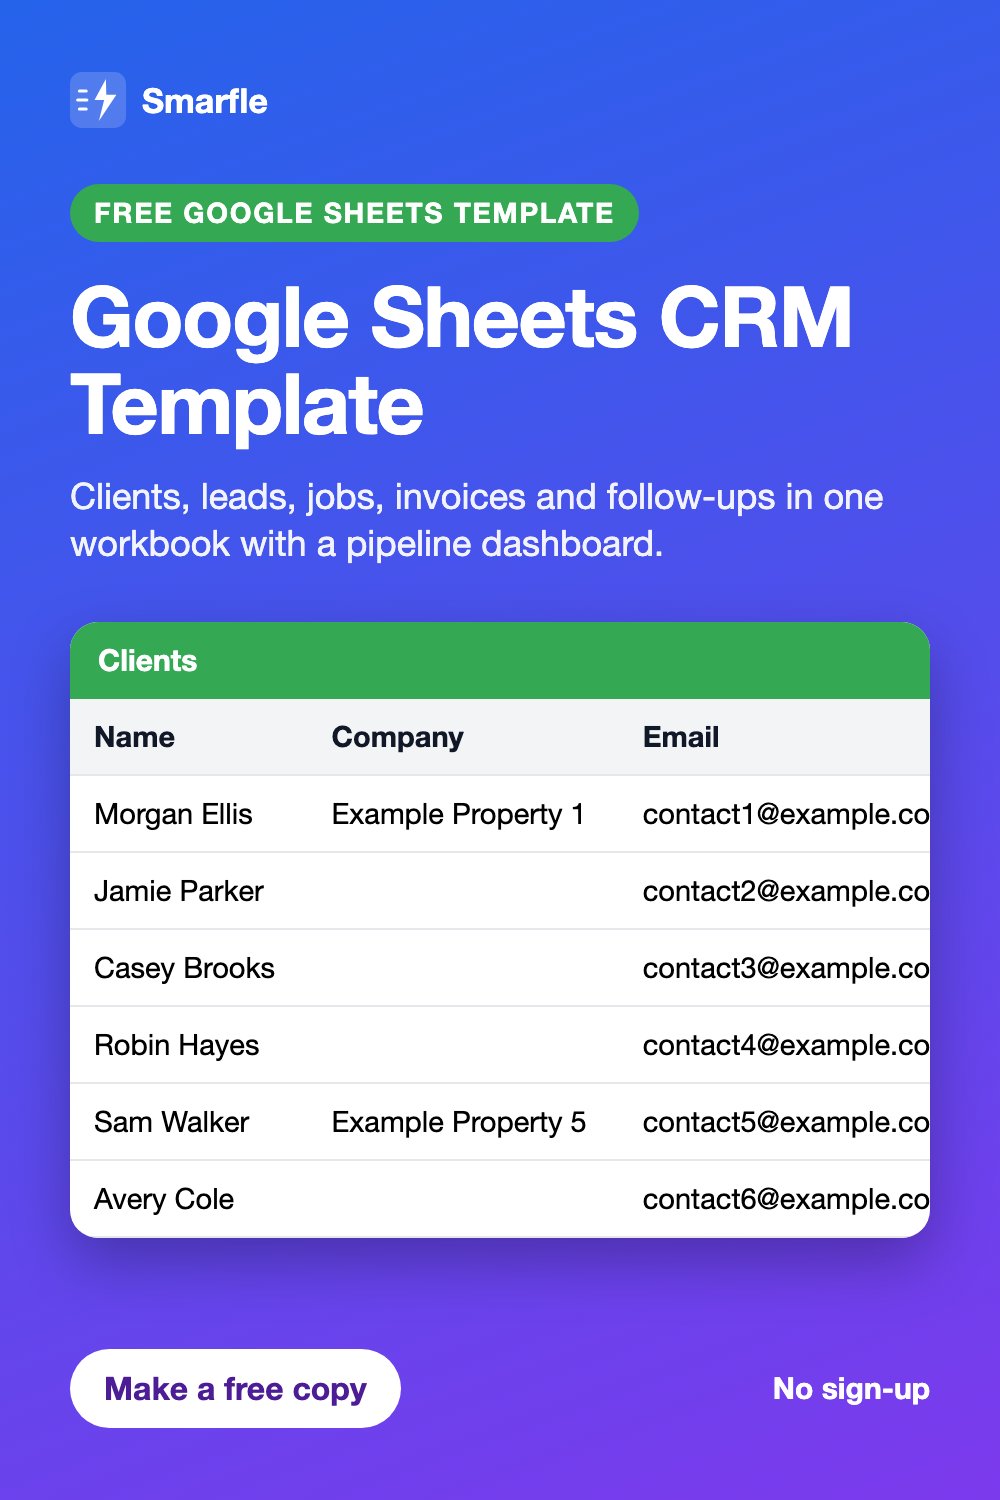 Smarfle
FREE GOOGLE SHEETS TEMPLATE
Google Sheets CRM
Template
Clients, leads, jobs, invoices and follow-ups in one
workbook with a pipeline dashboard.
Clients
Name Company Email
Morgan Ellis Example Property 1 contact1@example.co
Jamie Parker contact2@example.co
Casey Brooks contact3@example.co
Robin Hayes contact4@example.co
Sam Walker Example Property 5 contact5@example.co
Avery Cole contact6@example.co
Make a free copy
No sign-up